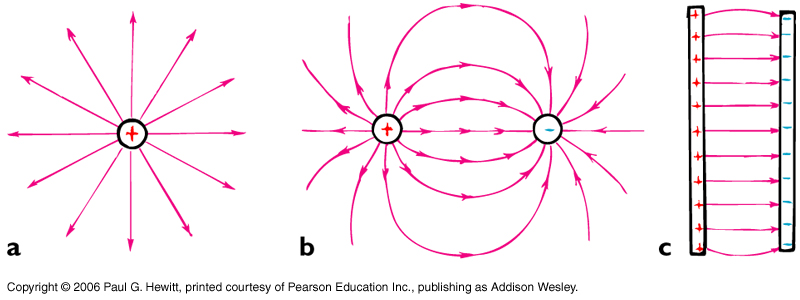 a b c
Copyright © 2006 Paul G. Hewitt, printed courtesy of Pearson Education Inc., publishing as Addison Wesley.